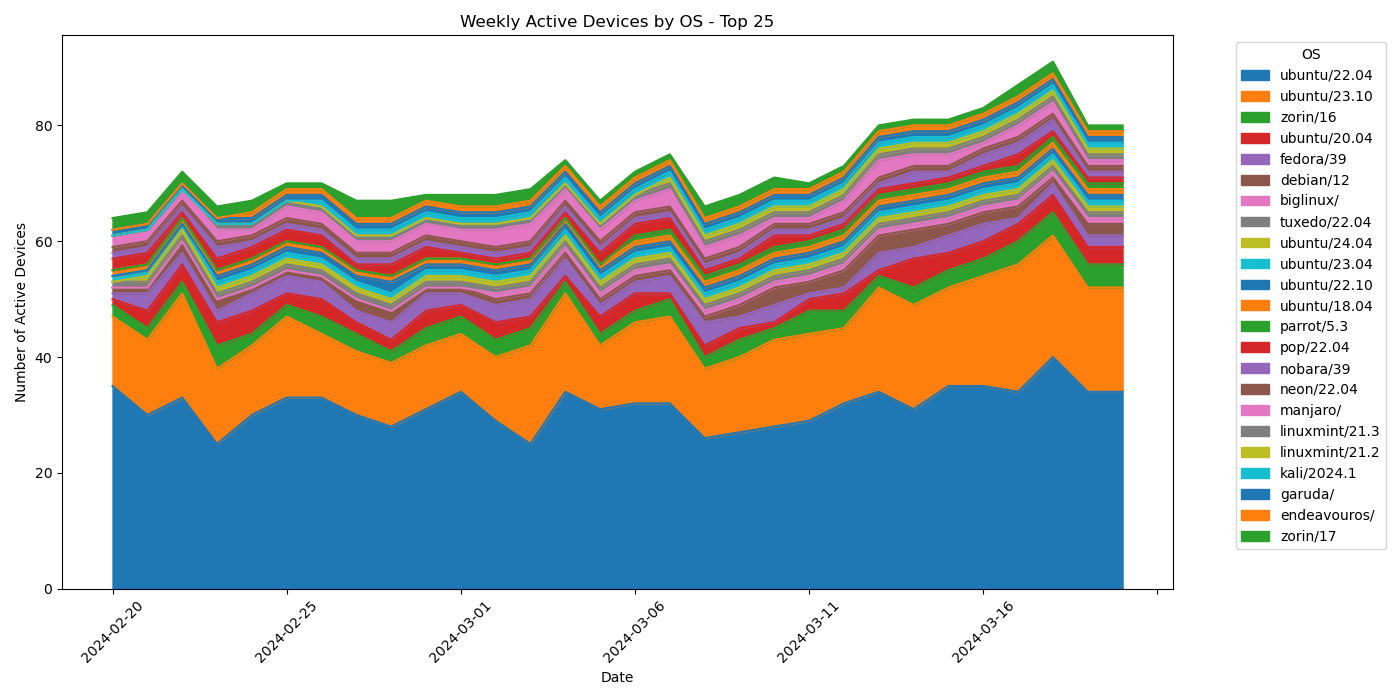 Weekly Active Devices by OS - Top 25
Number of Active Devices
80
60
40
20
0
2024-02-20
2024-02-25
2024-03-01
2024-03-06
2024-03-11
2024-03-16
Date
OS
ubuntu/22.04
ubuntu/23.10
zorin/16
ubuntu/20.04
fedora/39
debian/12
biglinux/
tuxedo/22.04
ubuntu/24.04
ubuntu/23.04
ubuntu/22.10
ubuntu/18.04
parrot/5.3
pop/22.04
nobara/39
neon/22.04
manjaro/
linuxmint/21.3
linuxmint/21.2
kali/2024.1
garuda/
endeavouros/
zorin/17